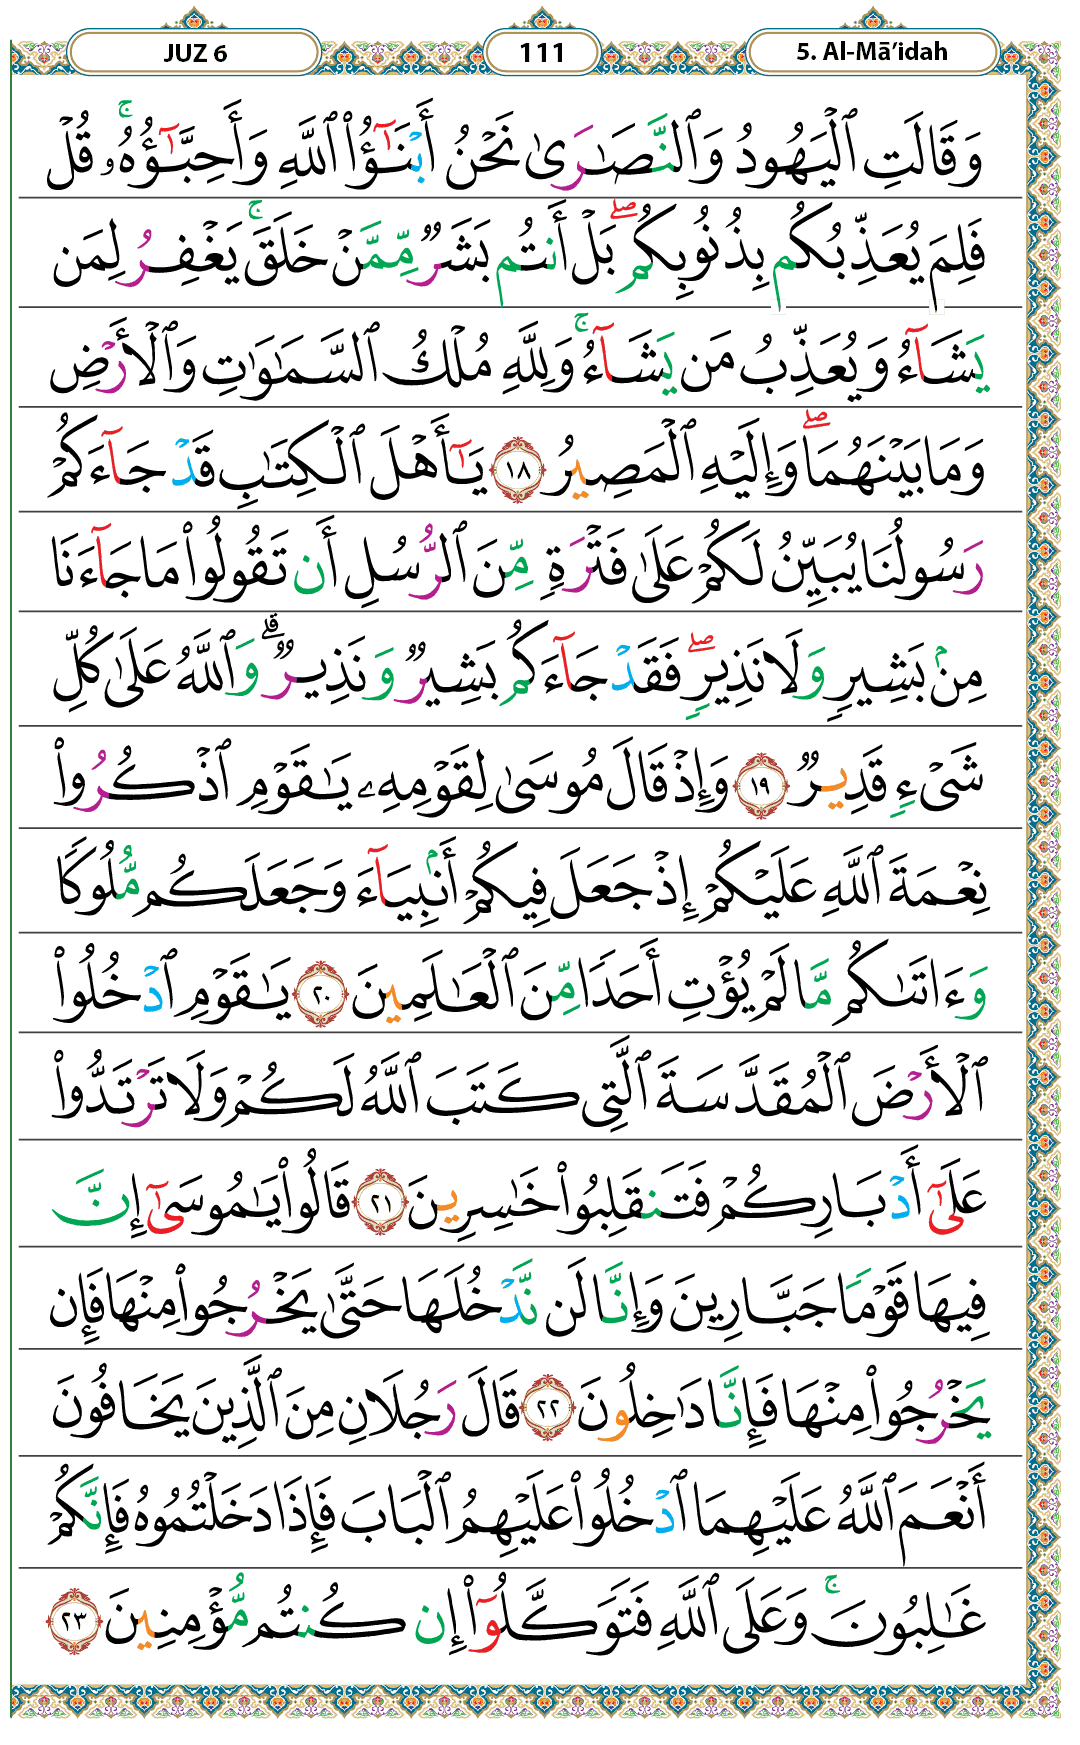 JUZ 6 111 5. Al-Mā’idah
وَقَالَتِ ٱلْيَهُودُ وَٱلنَّصَـٰرَىٰ نَحْنُ أَبْنَـٰٓؤُا۟ ٱللَّهِ وَأَحِبَّـٰٓؤُهُۥ ۚ قُلْ
فَلِمَ يُعَذِّبُكُم بِذُنُوبِكُم ۖ بَلْ أَنتُم بَشَرٌ مِّمَّنْ خَلَقَ ۚ يَغْفِرُ لِمَن
يَشَآءُ وَيُعَذِّبُ مَن يَشَآءُ ۚ وَلِلَّهِ مُلْكُ ٱلسَّمَـٰوَٰتِ وَٱلْأَرْضِ
وَمَا بَيْنَهُمَا ۖ وَإِلَيْهِ ٱلْمَصِيرُ ١٨ يَـٰٓأَهْلَ ٱلْكِتَـٰبِ قَدْ جَآءَكُمْ
رَسُولُنَا يُبَيِّنُ لَكُمْ عَلَىٰ فَتْرَةٍ مِّنَ ٱلرُّسُلِ أَن تَقُولُوا۟ مَا جَآءَنَا
مِنۢ بَشِيرٍ وَلَا نَذِيرٍ ۖ فَقَدْ جَآءَكُم بَشِيرٌ وَنَذِيرٌ ۗ وَٱللَّهُ عَلَىٰ كُلِّ
شَىْءٍ قَدِيرٌ ١٩ وَإِذْ قَالَ مُوسَىٰ لِقَوْمِهِۦ يَـٰقَوْمِ ٱذْكُرُوا۟
نِعْمَةَ ٱللَّهِ عَلَيْكُمْ إِذْ جَعَلَ فِيكُمْ أَنۢبِيَآءَ وَجَعَلَكُم مُّلُوكًا
وَءَاتَىٰكُم مَّا لَمْ يُؤْتِ أَحَدًا مِّنَ ٱلْعَـٰلَمِينَ ٢٠ يَـٰقَوْمِ ٱدْخُلُوا۟
ٱلْأَرْضَ ٱلْمُقَدَّسَةَ ٱلَّتِى كَتَبَ ٱللَّهُ لَكُمْ وَلَا تَرْتَدُّوا۟
عَلَىٰٓ أَدْبَارِكُمْ فَتَنقَلِبُوا۟ خَـٰسِرِينَ ٢١ قَالُوا۟ يَـٰمُوسَىٰٓ إِنَّ
فِيهَا قَوْمًا جَبَّارِينَ وَإِنَّا لَن نَّدْخُلَهَا حَتَّىٰ يَخْرُجُوا۟ مِنْهَا فَإِن
يَخْرُجُوا۟ مِنْهَا فَإِنَّا دَٰخِلُونَ ٢٢ قَالَ رَجُلَانِ مِنَ ٱلَّذِينَ يَخَافُونَ
أَنْعَمَ ٱللَّهُ عَلَيْهِمَا ٱدْخُلُوا۟ عَلَيْهِمُ ٱلْبَابَ فَإِذَا دَخَلْتُمُوهُ فَإِنَّكُمْ
غَـٰلِبُونَ ۚ وَعَلَى ٱللَّهِ فَتَوَكَّلُوٓا۟ إِن كُنتُم مُّؤْمِنِينَ ٢٣